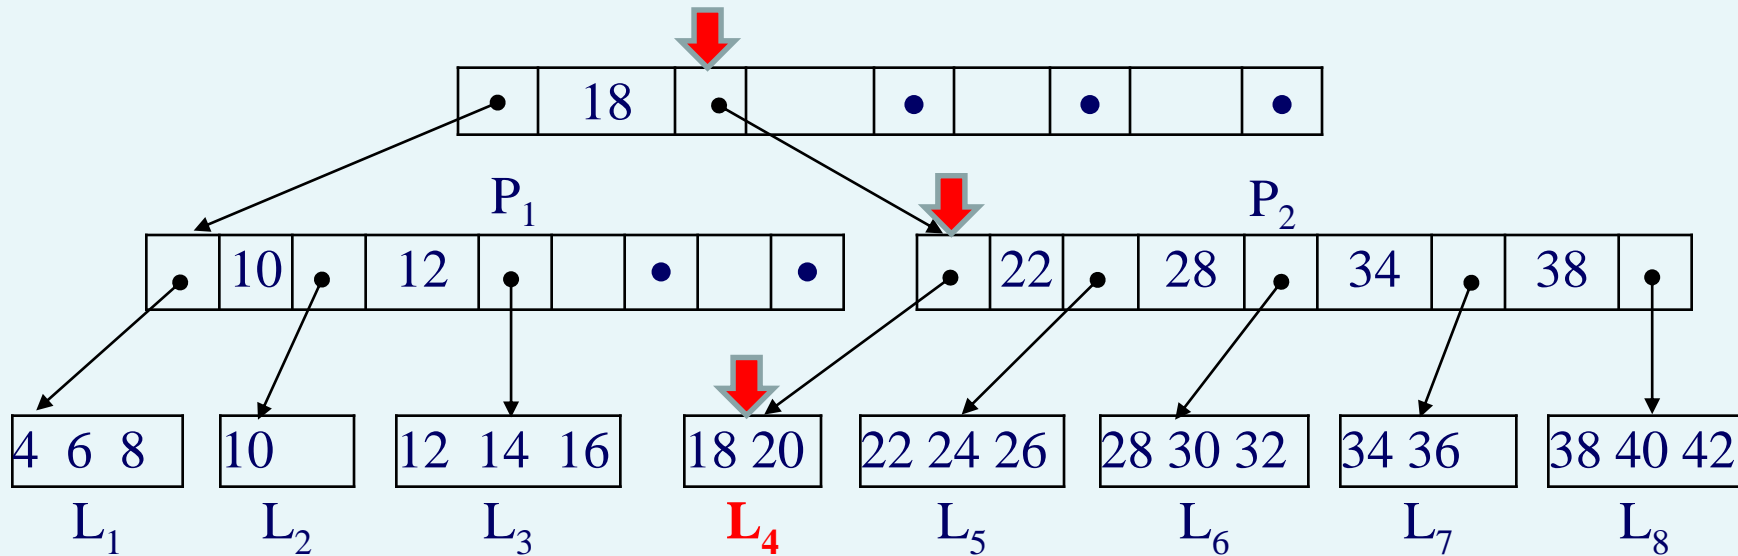 18
P₁ P₂
10 12 22 28 34 38
4 6 8 10 12 14 16 18 20 22 24 26 28 30 32 34 36 38 40 42
L₁ L₂ L₃ L₄ L₅ L₆ L₇ L₈